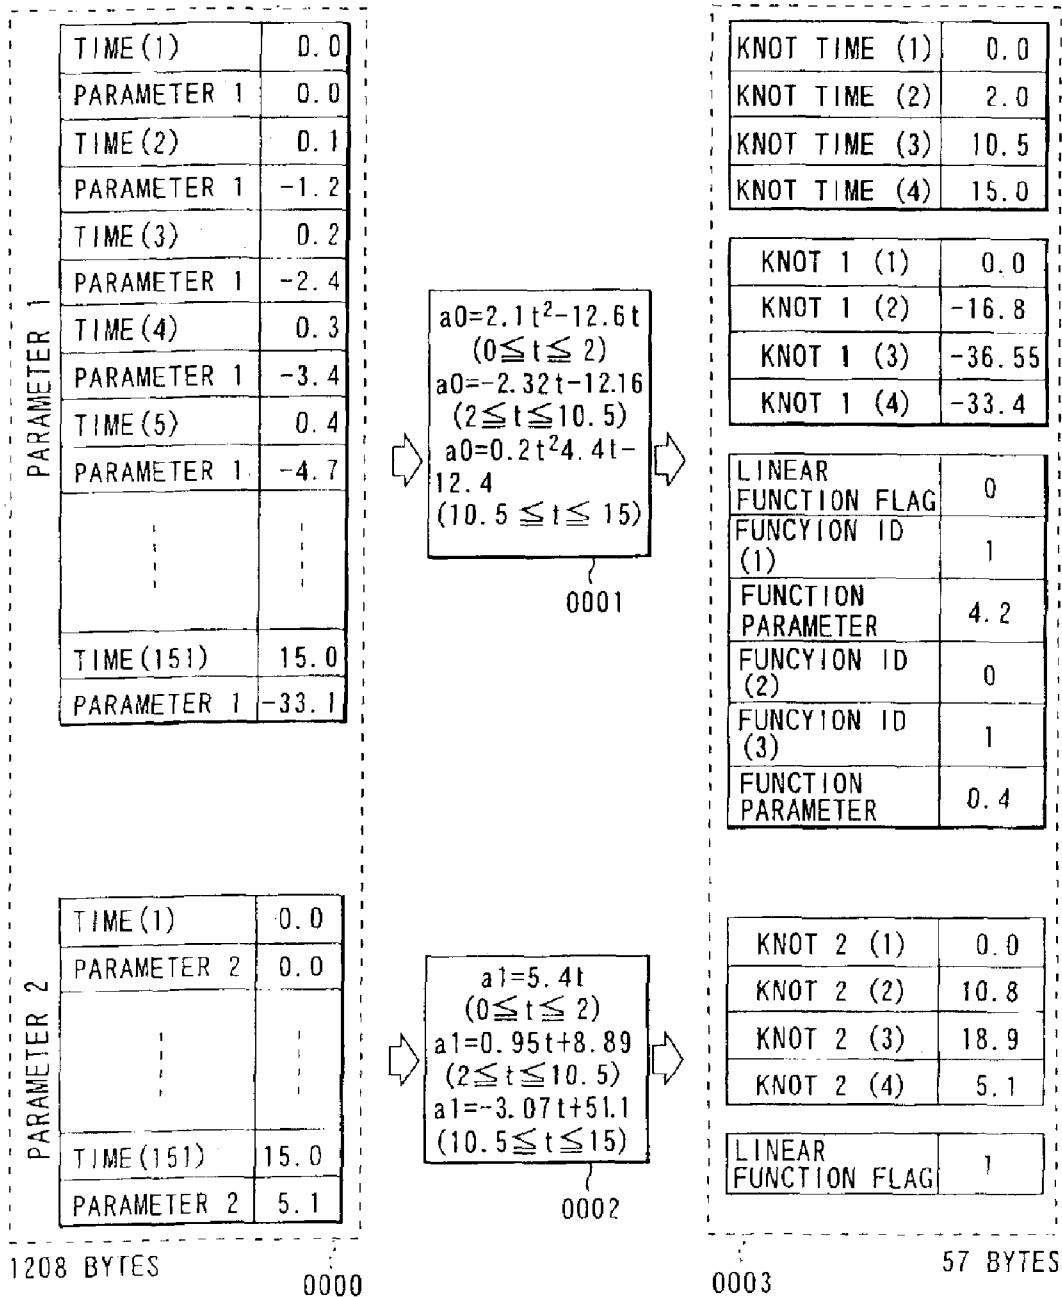 PARAMETER 1
TIME(1) 0.0
PARAMETER 1 0.0
TIME(2) 0.1
PARAMETER 1 -1.2
TIME(3) 0.2
PARAMETER 1 -2.4
TIME(4) 0.3
PARAMETER 1 -3.4
TIME(5) 0.4
PARAMETER 1 -4.7
TIME(151) 15.0
PARAMETER 1 -33.1
PARAMETER 2
TIME(1) 0.0
PARAMETER 2 0.0
TIME(151) 15.0
PARAMETER 2 5.1
1208 BYTES
0000
a0=2.1t²-12.6t
(0≦t≦2)
a0=-2.32t-12.16
(2≦t≦10.5)
a0=0.2t²4.4t-
12.4
(10.5≦t≦15)
0001
a1=5.4t
(0≦t≦2)
a1=0.95t+8.89
(2≦t≦10.5)
a1=-3.07t+51.1
(10.5≦t≦15)
0002
KNOT TIME (1) 0.0
KNOT TIME (2) 2.0
KNOT TIME (3) 10.5
KNOT TIME (4) 15.0
KNOT 1 (1) 0.0
KNOT 1 (2) -16.8
KNOT 1 (3) -36.55
KNOT 1 (4) -33.4
LINEAR
FUNCTION FLAG 0
FUNCYION ID
(1) 1
FUNCTION
PARAMETER 4.2
FUNCYION ID
(2) 0
FUNCYION ID
(3) 1
FUNCTION
PARAMETER 0.4
KNOT 2 (1) 0.0
KNOT 2 (2) 10.8
KNOT 2 (3) 18.9
KNOT 2 (4) 5.1
LINEAR
FUNCTION FLAG 1
0003
57 BYTES